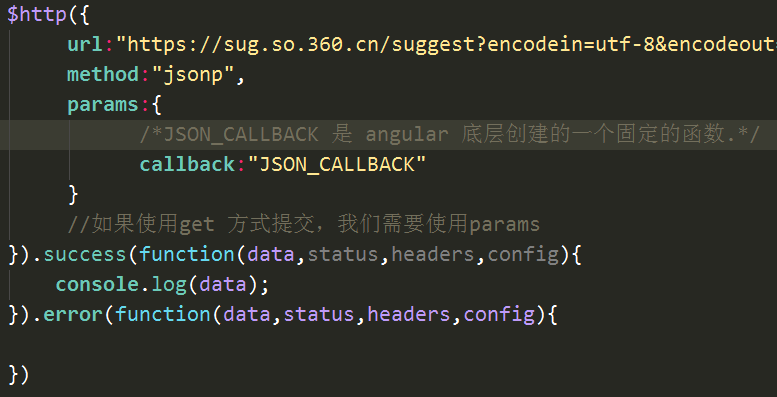 $http({
url:"https://sug.so.360.cn/suggest?encodein=utf-8&encodeout=
method:"jsonp",
params:{
/*JSON_CALLBACK 是 angular 底层创建的一个固定的函数.*/
callback:"JSON_CALLBACK"
}
//如果使用get 方式提交，我们需要使用params
}).success(function(data,status,headers,config){
console.log(data);
}).error(function(data,status,headers,config){
})